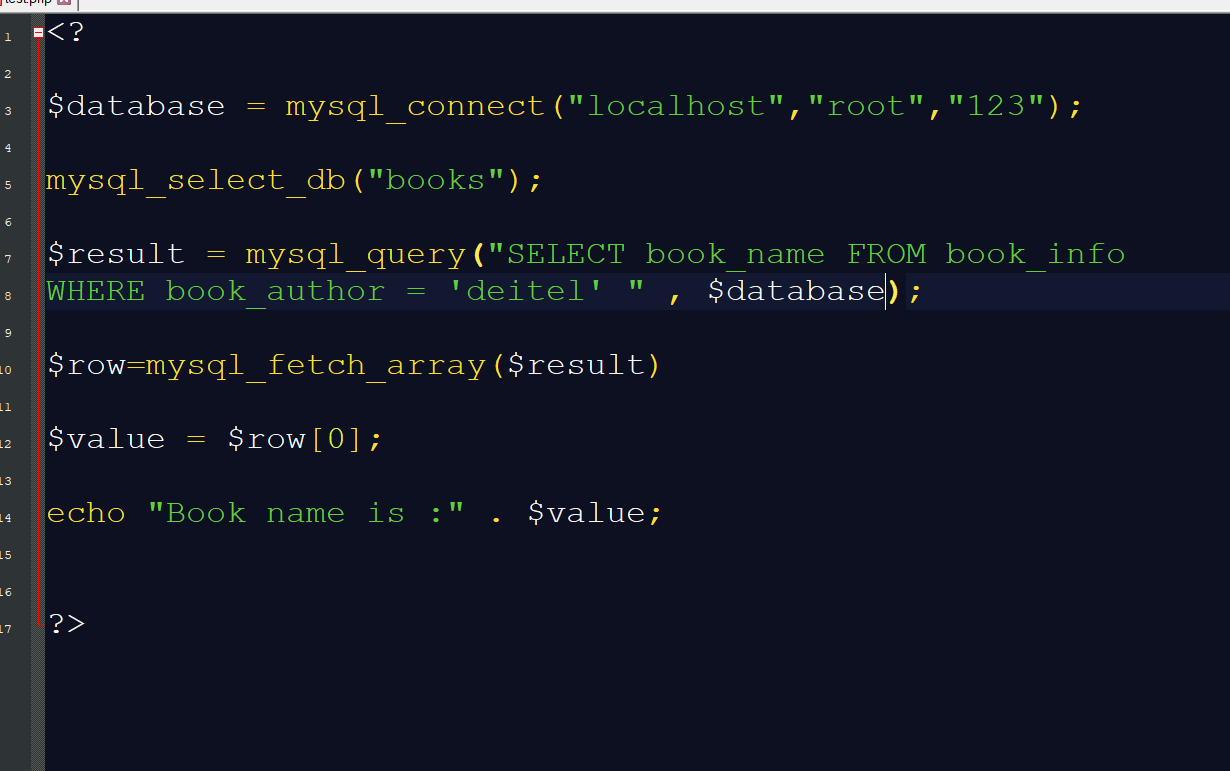 test.php
1 <?
2
3 $database = mysql_connect("localhost","root","123");
4
5 mysql_select_db("books");
6
7 $result = mysql_query("SELECT book_name FROM book_info
8 WHERE book_author = 'deitel' " , $database);
9
10 $row=mysql_fetch_array($result)
11
12 $value = $row[0];
13
14 echo "Book name is :" . $value;
15
16
17 ?>